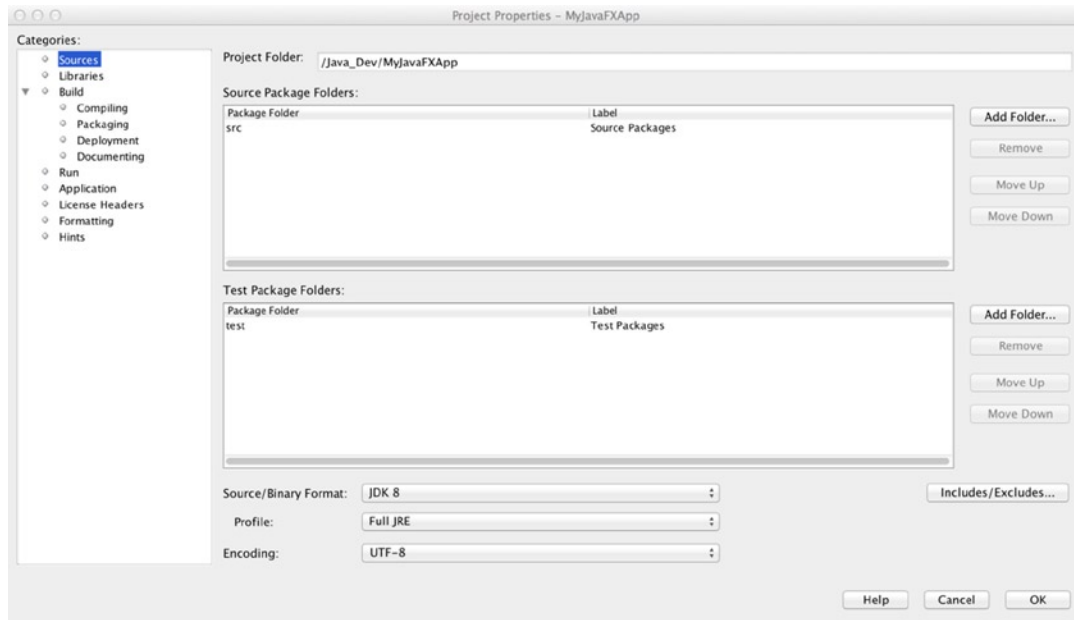 Project Properties – MyJavaFXApp
Categories:
Sources
Libraries
Build
Compiling
Packaging
Deployment
Documenting
Run
Application
License Headers
Formatting
Hints
Project Folder: /Java_Dev/MyJavaFXApp
Source Package Folders:
Package Folder Label
src Source Packages
Add Folder...
Remove
Move Up
Move Down
Test Package Folders:
Package Folder Label
test Test Packages
Add Folder...
Remove
Move Up
Move Down
Source/Binary Format: JDK 8
Includes/Excludes...
Profile: Full JRE
Encoding: UTF-8
Help Cancel OK